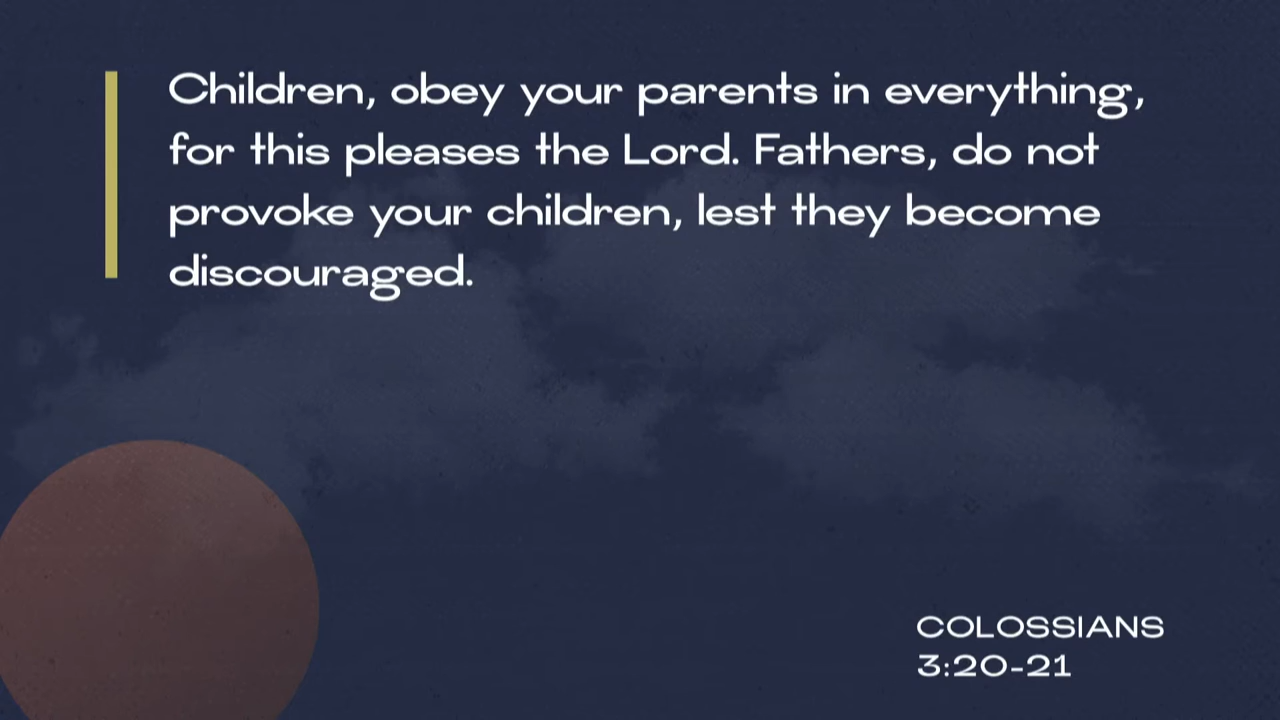 Children, obey your parents in everything,
for this pleases the Lord. Fathers, do not
provoke your children, lest they become
discouraged.
COLOSSIANS
3:20-21